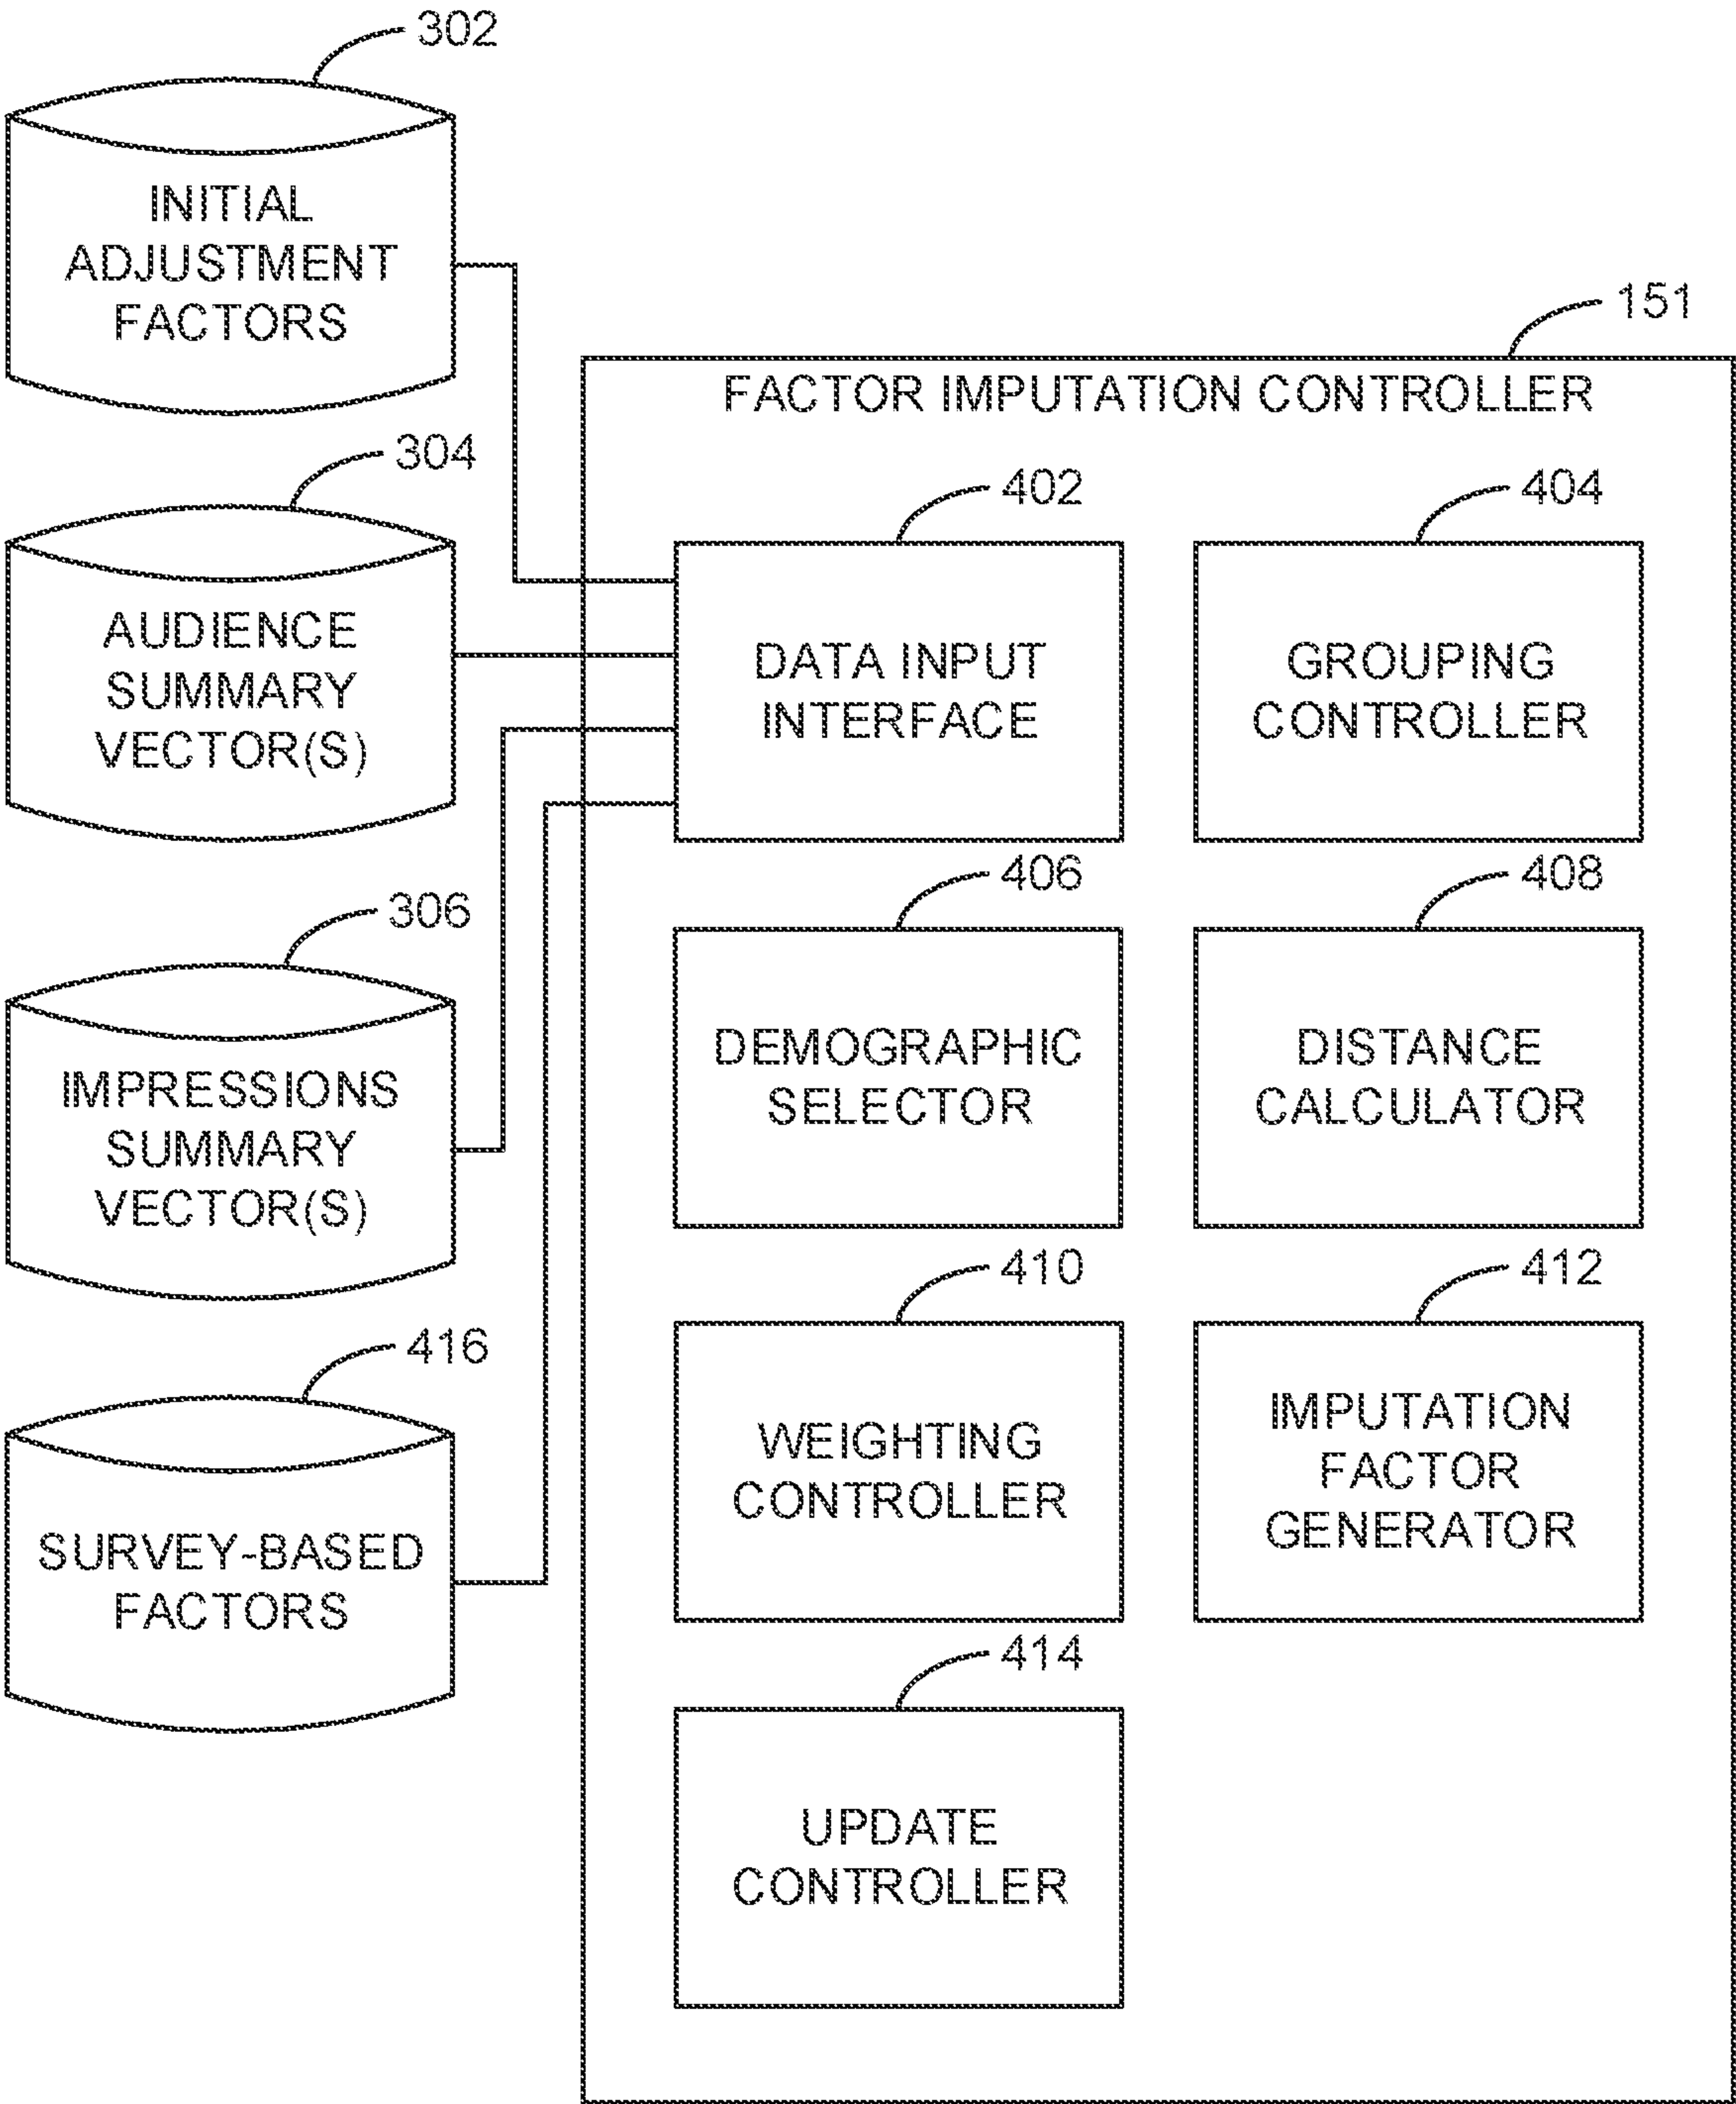 302
INITIAL
ADJUSTMENT
FACTORS
151
FACTOR IMPUTATION CONTROLLER
304
AUDIENCE
SUMMARY
VECTOR(S)
402
DATA INPUT
INTERFACE
404
GROUPING
CONTROLLER
306
IMPRESSIONS
SUMMARY
VECTOR(S)
406
DEMOGRAPHIC
SELECTOR
408
DISTANCE
CALCULATOR
416
SURVEY-BASED
FACTORS
410
WEIGHTING
CONTROLLER
412
IMPUTATION
FACTOR
GENERATOR
414
UPDATE
CONTROLLER